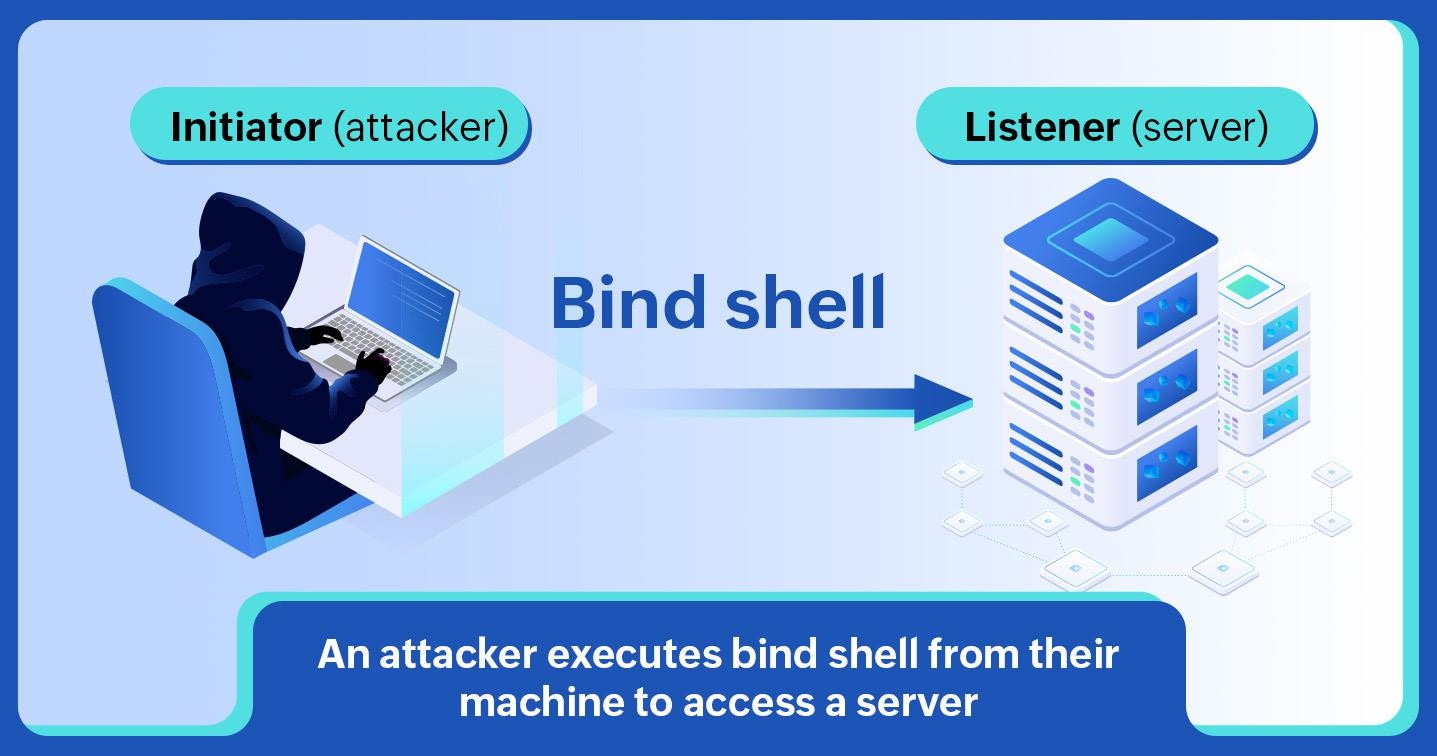 Initiator (attacker)
Listener (server)
Bind shell
An attacker executes bind shell from their
machine to access a server